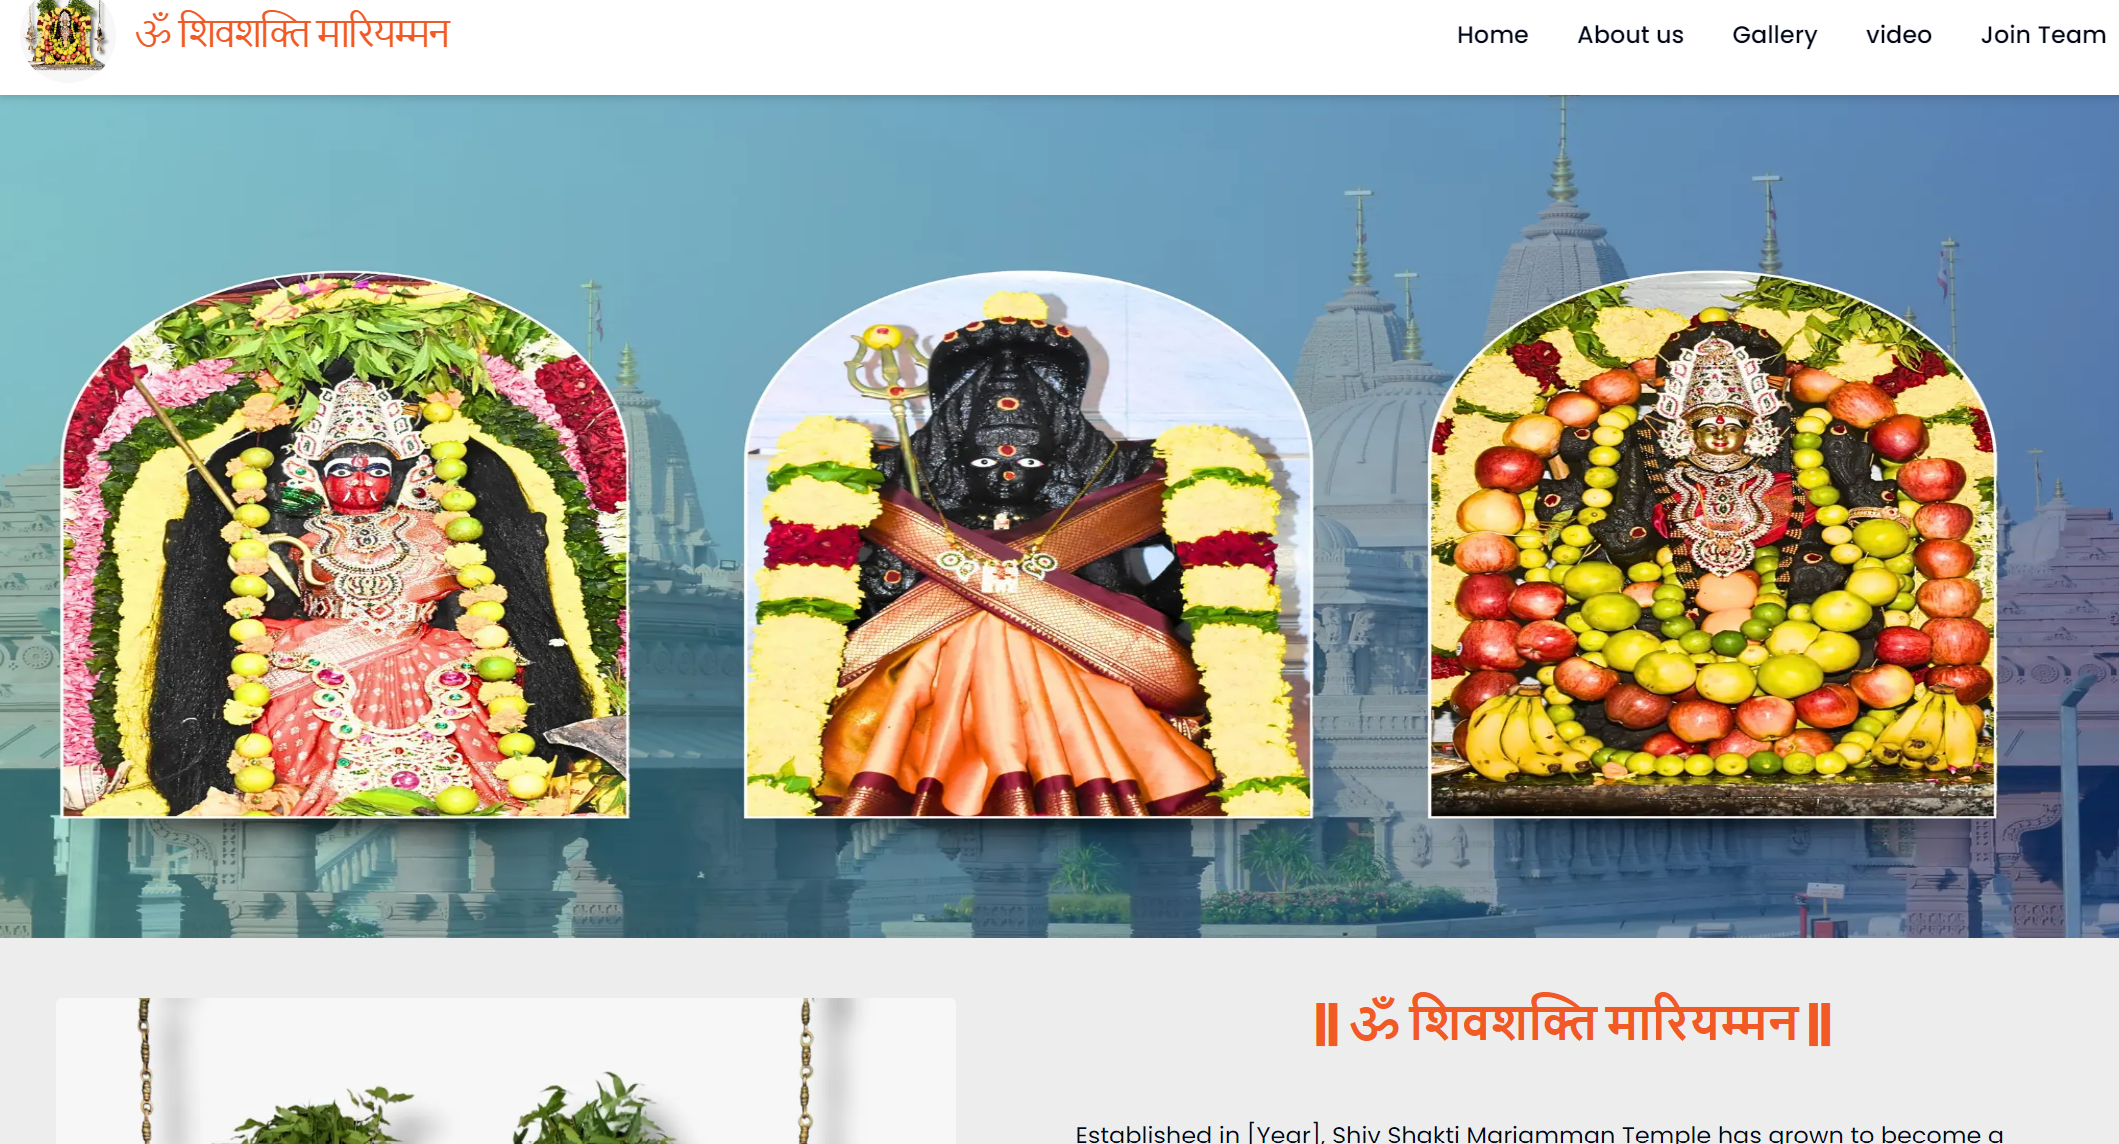 ॐ शिवशक्ति मारियम्मन
Home About us Gallery video Join Team
|| ॐ शिवशक्ति मारियम्मन ||
Established in [Year], Shiv Shakti Mariamman Temple has grown to become a